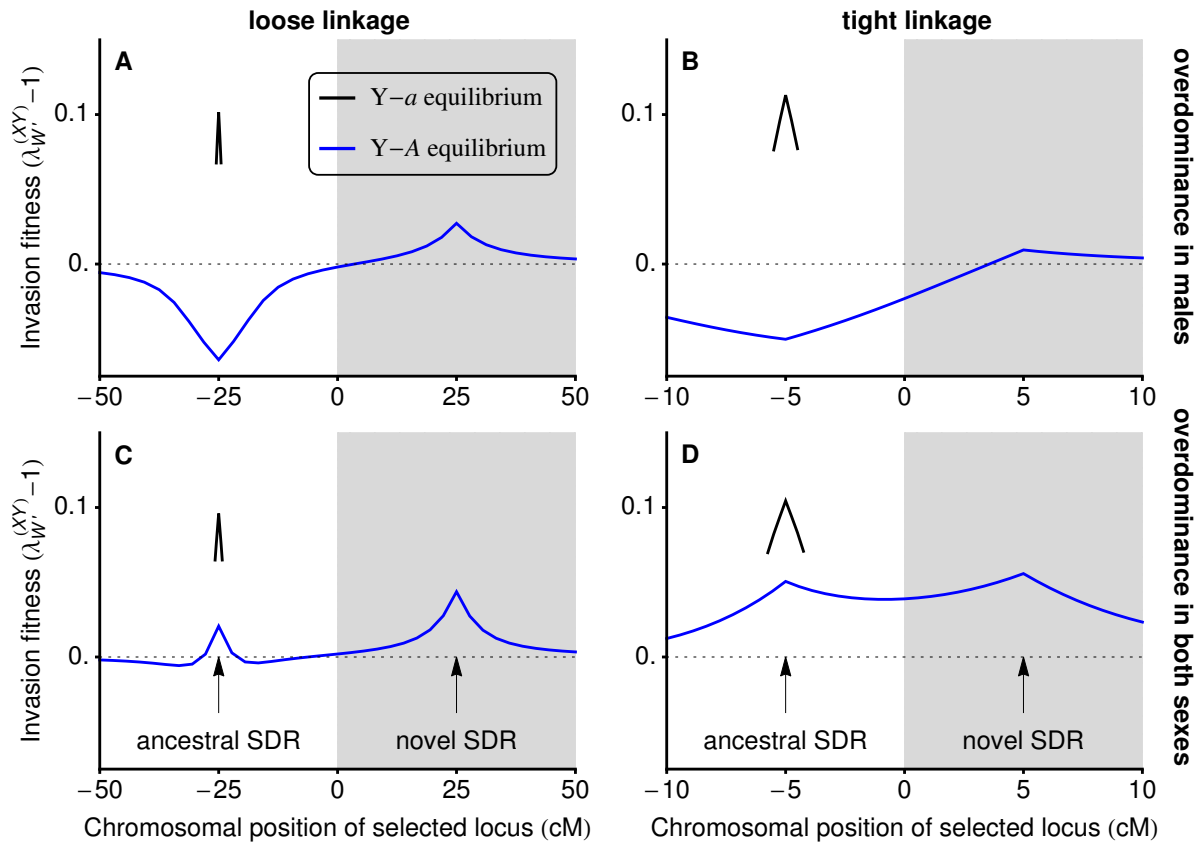 loose linkage
tight linkage
A
B
Y−a equilibrium
Y−A equilibrium
Invasion fitness (λ_{W'}^{(XY)}−1)
0.1
0.
0.1
0.
−50 −25 0 25 50
−10 −5 0 5 10
overdominance in males
C
D
Invasion fitness (λ_{W'}^{(XY)}−1)
0.1
0.
0.1
0.
ancestral SDR
novel SDR
ancestral SDR
novel SDR
−50 −25 0 25 50
−10 −5 0 5 10
Chromosomal position of selected locus (cM)
Chromosomal position of selected locus (cM)
overdominance in both sexes